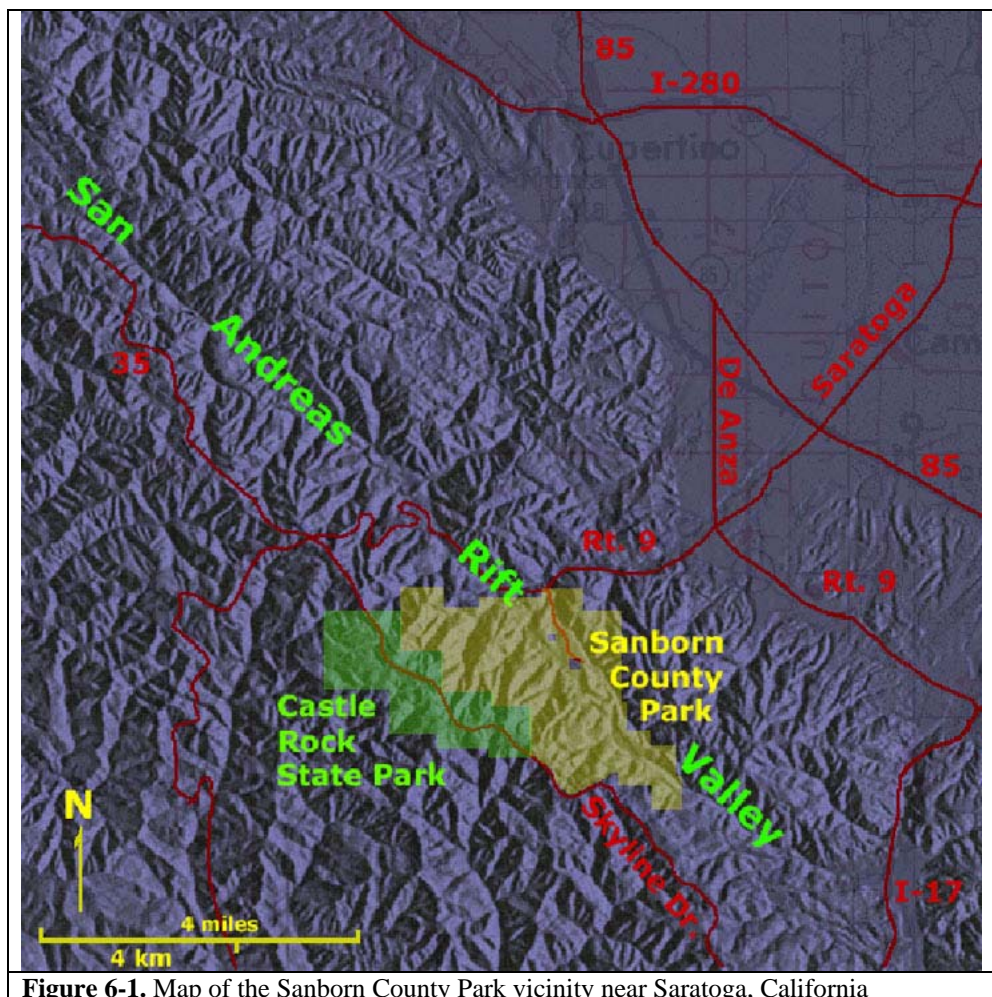 85
I-280
Cupertino
San
Andreas
Rift
Valley
35
De Anza
Saratoga
85
Rt. 9
Rt. 9
Sanborn
County
Park
Castle
Rock
State Park
Skyline Dr.
I-17
N
4 miles
4 km
Figure 6-1. Map of the Sanborn County Park vicinity near Saratoga, California